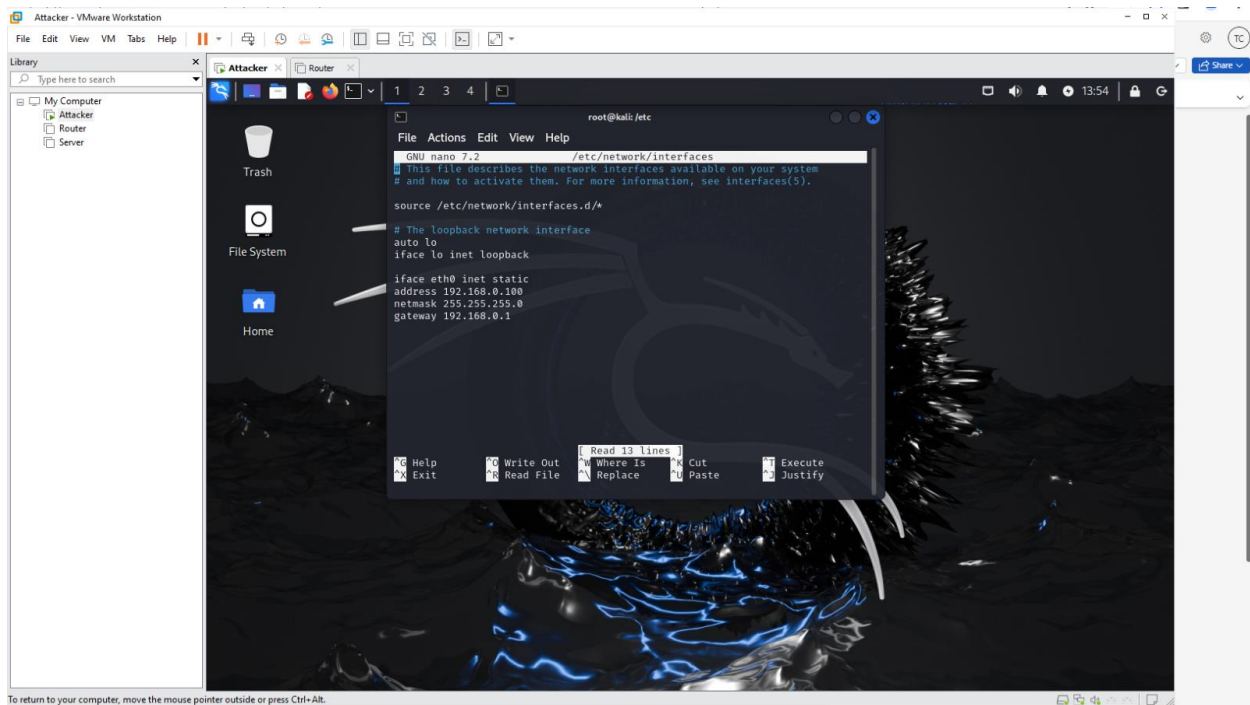 Attacker - VMware Workstation
File Edit View VM Tabs Help
TC
Share
Library
Type here to search
My Computer
Attacker
Router
Server
Attacker
Router
1 2 3 4
13:54
Trash
File System
Home
root@kali: /etc
File Actions Edit View Help
GNU nano 7.2 /etc/network/interfaces
# This file describes the network interfaces available on your system
# and how to activate them. For more information, see interfaces(5).
source /etc/network/interfaces.d/*
# The loopback network interface
auto lo
iface lo inet loopback
iface eth0 inet static
address 192.168.0.100
netmask 255.255.255.0
gateway 192.168.0.1
[ Read 13 lines ]
^G Help ^O Write Out ^W Where Is ^K Cut ^T Execute
^X Exit ^R Read File ^\ Replace ^U Paste ^J Justify
To return to your computer, move the mouse pointer outside or press Ctrl+Alt.